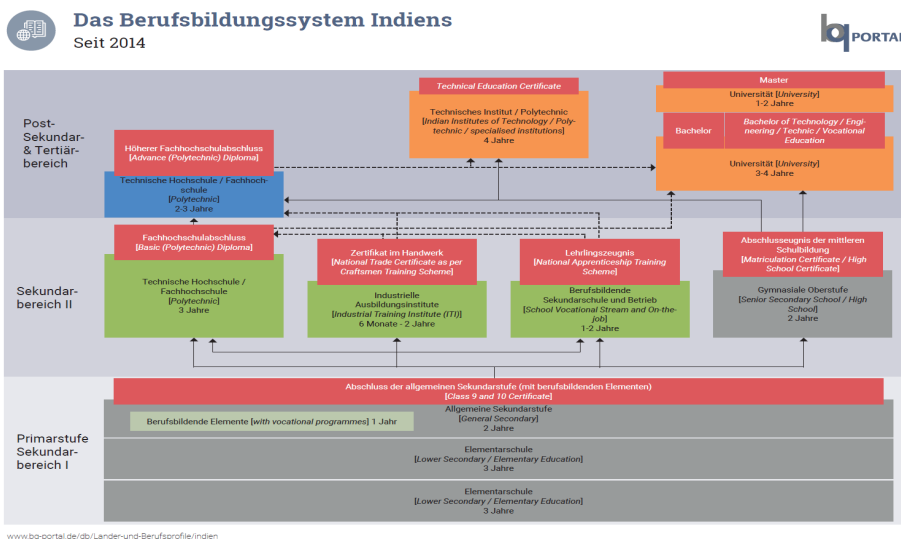 Das Berufsbildungssystem Indiens
Seit 2014
bq PORTAL
Post-
Sekundar-
& Tertiär-
bereich
Technical Education Certificate
Technisches Institut / Polytechnic
[Indian Institutes of Technology / Poly-
technic / specialised institutions]
4 Jahre
Master
Universität [University]
1-2 Jahre
Bachelor
Bachelor of Technology / Engi-
neering / Technic / Vocational
Education
Universität [University]
3-4 Jahre
Höherer Fachhochschulabschluss
[Advance (Polytechnic) Diploma]
Technische Hochschule / Fachhoch-
schule
[Polytechnic]
2-3 Jahre
Sekundar-
bereich II
Fachhochschulabschluss
[Basic (Polytechnic) Diploma]
Technische Hochschule /
Fachhochschule
[Polytechnic]
3 Jahre
Zertifikat im Handwerk
[National Trade Certificate as per
Craftsmen Training Scheme]
Industrielle
Ausbildungsinstitute
[Industrial Training Institute (ITI)]
6 Monate - 2 Jahre
Lehrlingszeugnis
[National Apprenticeship Training
Scheme]
Berufsbildende
Sekundarschule und Betrieb
[School Vocational Stream and On-the-
job]
1-2 Jahre
Abschlusseugnis der mittleren
Schulbildung
[Matriculation Certificate / High
School Certificate]
Gymnasiale Oberstufe
[Senior Secondary School / High
School]
2 Jahre
Primarstufe
Sekundar-
bereich I
Abschluss der allgemeinen Sekundarstufe (mit berufsbildenden Elementen)
[Class 9 and 10 Certificate]
Allgemeine Sekundarstufe
[General Secondary]
2 Jahre
Berufsbildende Elemente [with vocational programmes] 1 Jahr
Elementarschule
[Lower Secondary / Elementary Education]
3 Jahre
Elementarschule
[Lower Secondary / Elementary Education]
3 Jahre
www.bq-portal.de/db/Länder-und-Berufsprofile/indien